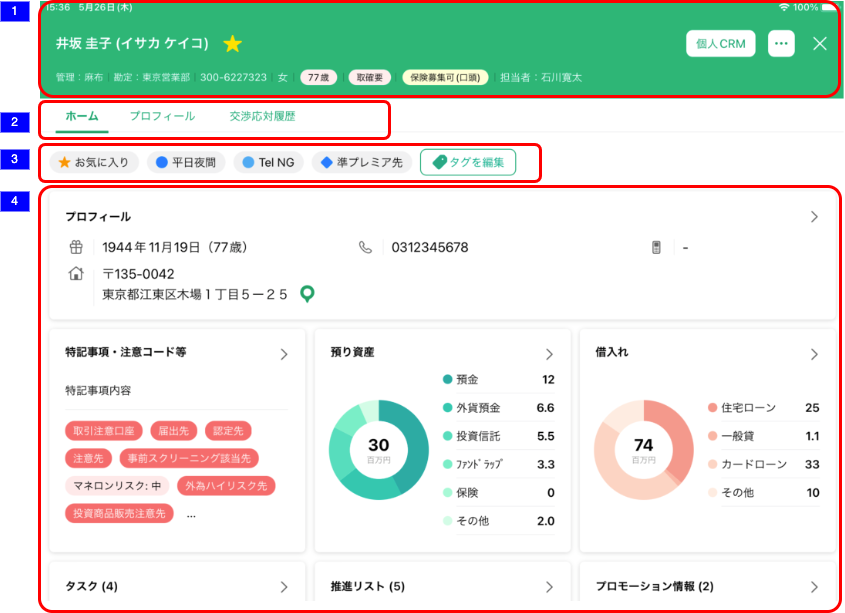 1
15:36 5月26日(木) 100%
井坂 圭子 (イサカ ケイコ) 個人CRM ...
管理：麻布 勘定：東京営業部 300-6227323 女 77歳 取確要 保険募集可(口頭) 担当者：石川寛太
2
ホーム プロフィール 交渉応対履歴
3
お気に入り 平日夜間 Tel NG 準プレミア先 タグを編集
4
プロフィール
1944年11月19日（77歳） 0312345678 -
〒135-0042
東京都江東区木場１丁目５ー２５
特記事項・注意コード等
特記事項内容
取引注意口座 届出先 認定先
注意先 事前スクリーニング該当先
マネロンリスク: 中 外為ハイリスク先
投資商品販売注意先 ...
預り資産
30
百万円
預金 12
外貨預金 6.6
投資信託 5.5
ﾌｧﾝﾄﾞﾗｯﾌﾟ 3.3
保険 0
その他 2.0
借入れ
74
百万円
住宅ローン 25
一般貸 1.1
カードローン 33
その他 10
タスク (4)
推進リスト (5)
プロモーション情報 (2)